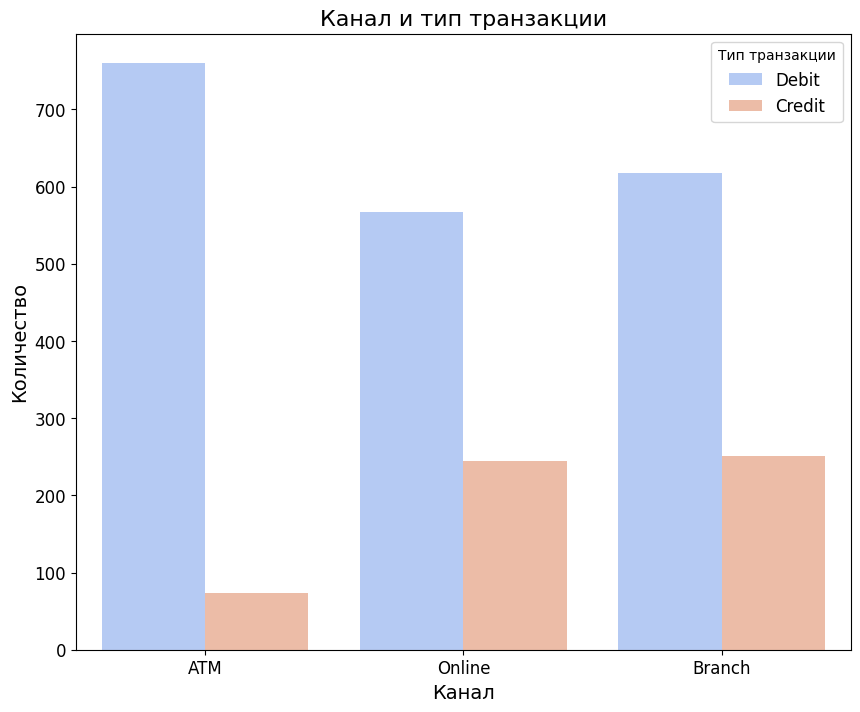 Канал и тип транзакции
Тип транзакции
Debit
Credit
Количество
700
600
500
400
300
200
100
0
ATM
Online
Branch
Канал